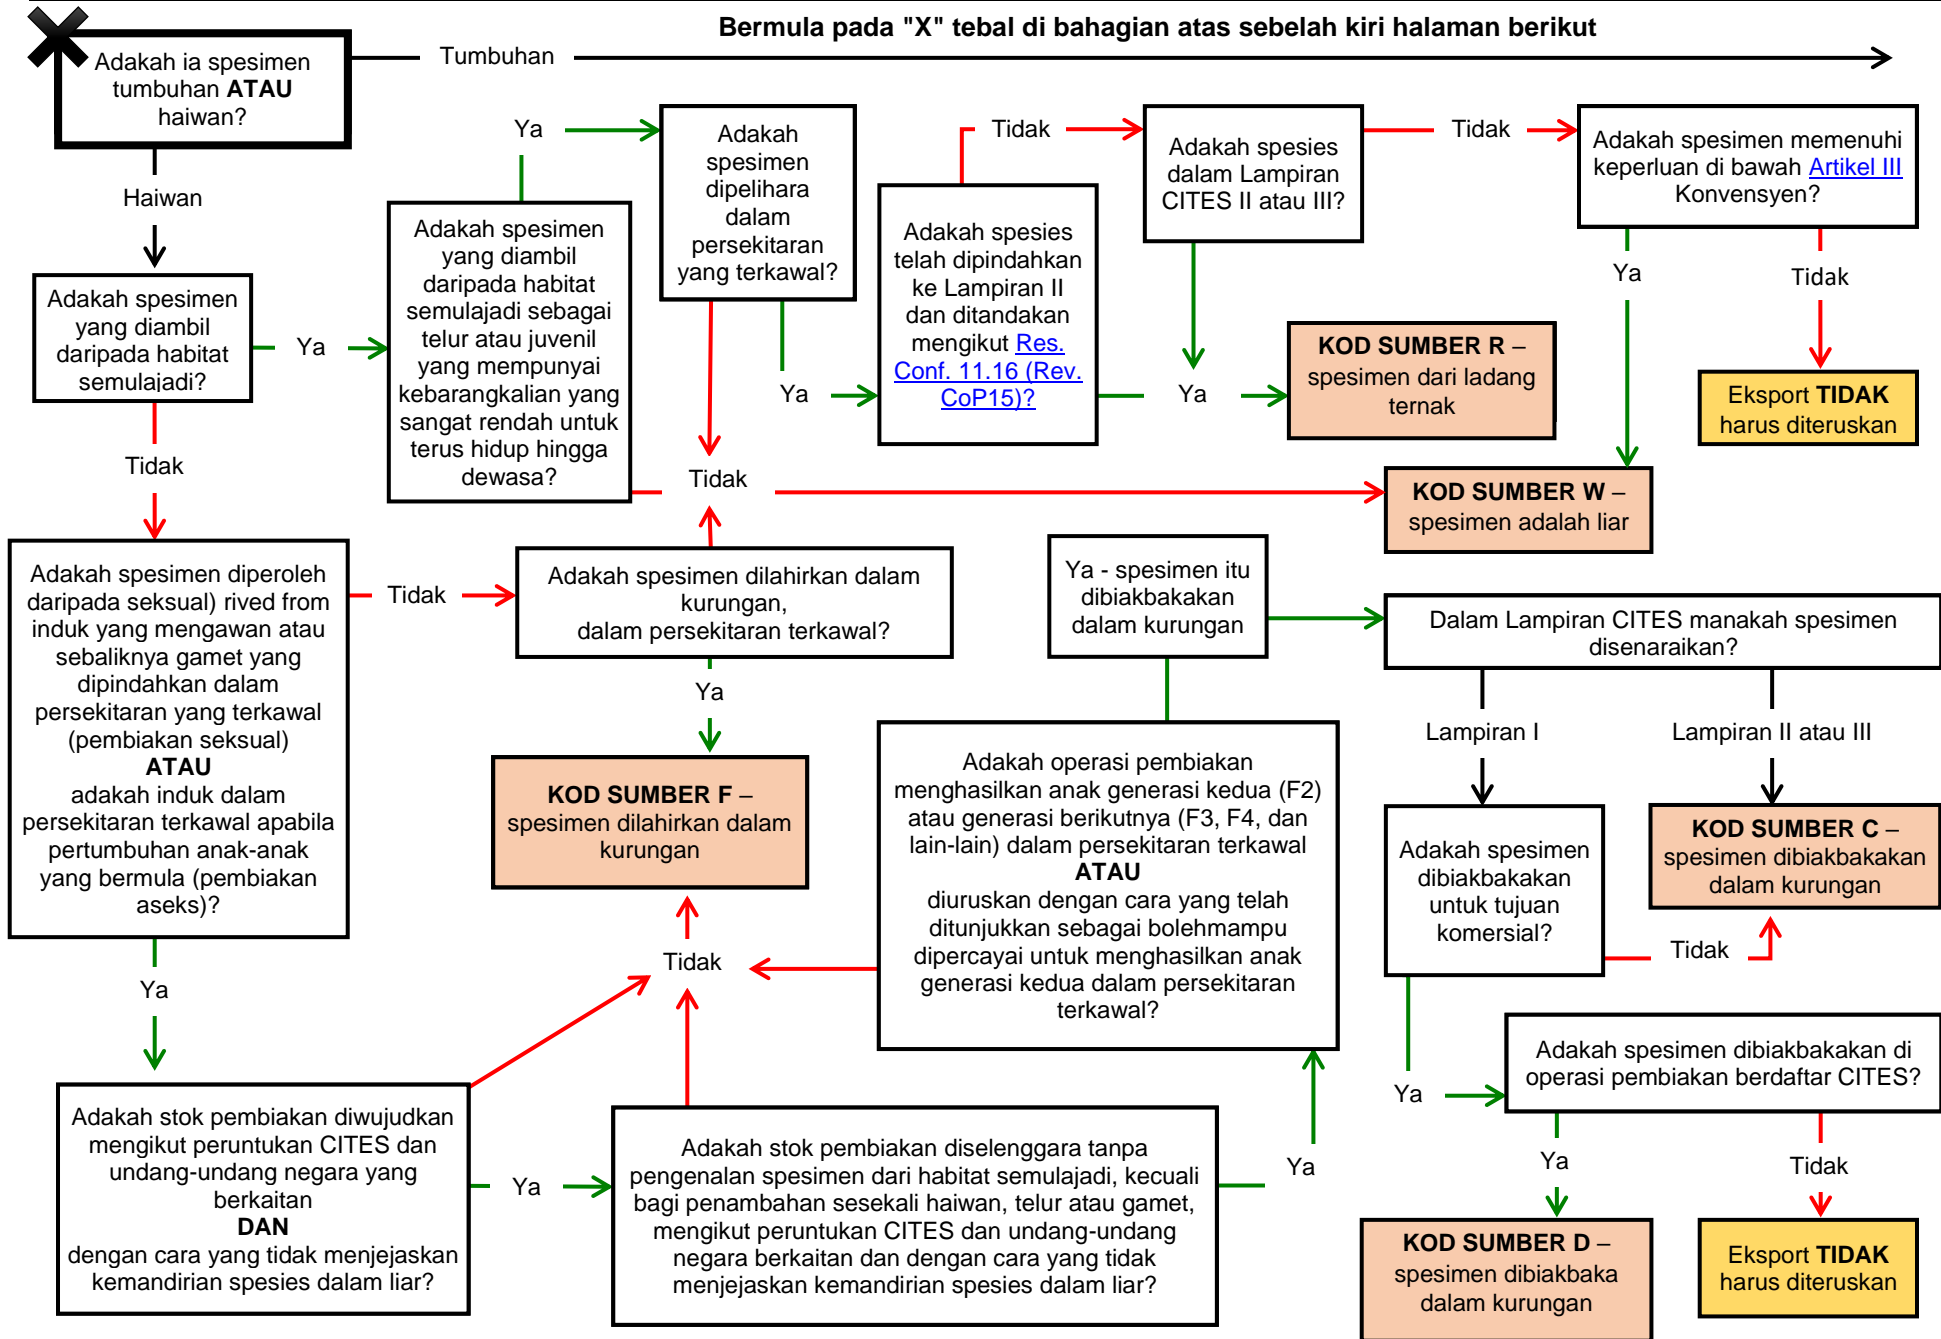 Bermula pada "X" tebal di bahagian atas sebelah kiri halaman berikut
Adakah ia spesimen
tumbuhan ATAU
haiwan?
Tumbuhan
Haiwan
Adakah spesimen
yang diambil
daripada habitat
semulajadi?
Ya
Tidak
Adakah spesimen
yang diambil
daripada habitat
semulajadi sebagai
telur atau juvenil
yang mempunyai
kebarangkalian yang
sangat rendah untuk
terus hidup hingga
dewasa?
Ya
Adakah
spesimen
dipelihara
dalam
persekitaran
yang terkawal?
Ya
Tidak
Adakah spesies
telah dipindahkan
ke Lampiran II
dan ditandakan
mengikut Res.
Conf. 11.16 (Rev.
CoP15)?
Tidak
Adakah spesies
dalam Lampiran
CITES II atau III?
Ya
Tidak
Adakah spesimen memenuhi
keperluan di bawah Artikel III
Konvensyen?
Ya
Tidak
KOD SUMBER R –
spesimen dari ladang
ternak
Eksport TIDAK
harus diteruskan
KOD SUMBER W –
spesimen adalah liar
Adakah spesimen diperoleh
daripada seksual) rived from
induk yang mengawan atau
sebaliknya gamet yang
dipindahkan dalam
persekitaran yang terkawal
(pembiakan seksual)
ATAU
adakah induk dalam
persekitaran terkawal apabila
pertumbuhan anak-anak
yang bermula (pembiakan
aseks)?
Tidak
Ya
Adakah spesimen dilahirkan dalam
kurungan,
dalam persekitaran terkawal?
Ya
KOD SUMBER F –
spesimen dilahirkan dalam
kurungan
Tidak
Ya - spesimen itu
dibiakbakakan
dalam kurungan
Dalam Lampiran CITES manakah spesimen
disenaraikan?
Lampiran I
Lampiran II atau III
Adakah operasi pembiakan
menghasilkan anak generasi kedua (F2)
atau generasi berikutnya (F3, F4, dan
lain-lain) dalam persekitaran terkawal
ATAU
diuruskan dengan cara yang telah
ditunjukkan sebagai bolehmampu
dipercayai untuk menghasilkan anak
generasi kedua dalam persekitaran
terkawal?
Adakah spesimen
dibiakbakakan
untuk tujuan
komersial?
Tidak
Ya
KOD SUMBER C –
spesimen dibiakbakakan
dalam kurungan
Adakah spesimen dibiakbakakan di
operasi pembiakan berdaftar CITES?
Ya
Tidak
Adakah stok pembiakan diwujudkan
mengikut peruntukan CITES dan
undang-undang negara yang
berkaitan
DAN
dengan cara yang tidak menjejaskan
kemandirian spesies dalam liar?
Ya
Adakah stok pembiakan diselenggara tanpa
pengenalan spesimen dari habitat semulajadi, kecuali
bagi penambahan sesekali haiwan, telur atau gamet,
mengikut peruntukan CITES dan undang-undang
negara berkaitan dan dengan cara yang tidak
menjejaskan kemandirian spesies dalam liar?
Ya
KOD SUMBER D –
spesimen dibiakbaka
dalam kurungan
Eksport TIDAK
harus diteruskan